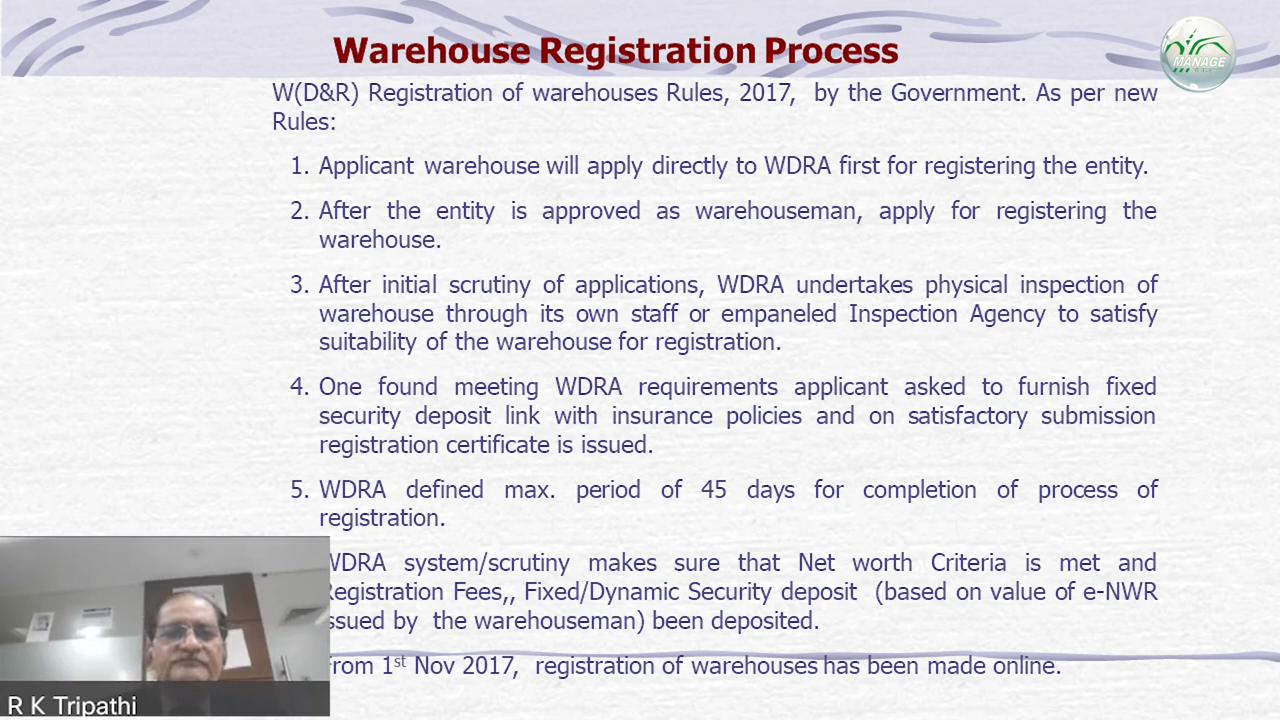 Warehouse Registration Process
MANAGE
W(D&R) Registration of warehouses Rules, 2017, by the Government. As per new
Rules:
1. Applicant warehouse will apply directly to WDRA first for registering the entity.
2. After the entity is approved as warehouseman, apply for registering the
warehouse.
3. After initial scrutiny of applications, WDRA undertakes physical inspection of
warehouse through its own staff or empaneled Inspection Agency to satisfy
suitability of the warehouse for registration.
4. One found meeting WDRA requirements applicant asked to furnish fixed
security deposit link with insurance policies and on satisfactory submission
registration certificate is issued.
5. WDRA defined max. period of 45 days for completion of process of
registration.
WDRA system/scrutiny makes sure that Net worth Criteria is met and
Registration Fees,, Fixed/Dynamic Security deposit (based on value of e-NWR
issued by the warehouseman) been deposited.
From 1st Nov 2017, registration of warehouses has been made online.
R K Tripathi